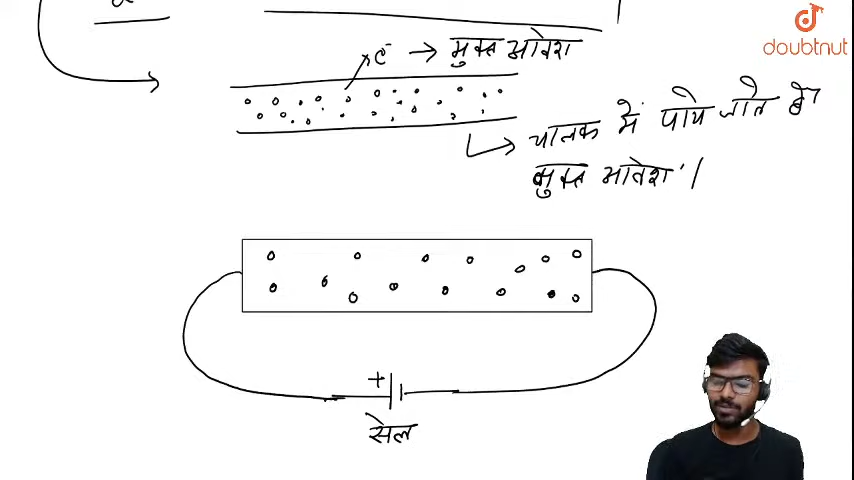 doubtnut
e⁻ → मुक्त आवेश
चालक में पाये जाते है
मुक्त आवेश ।
+
सेल